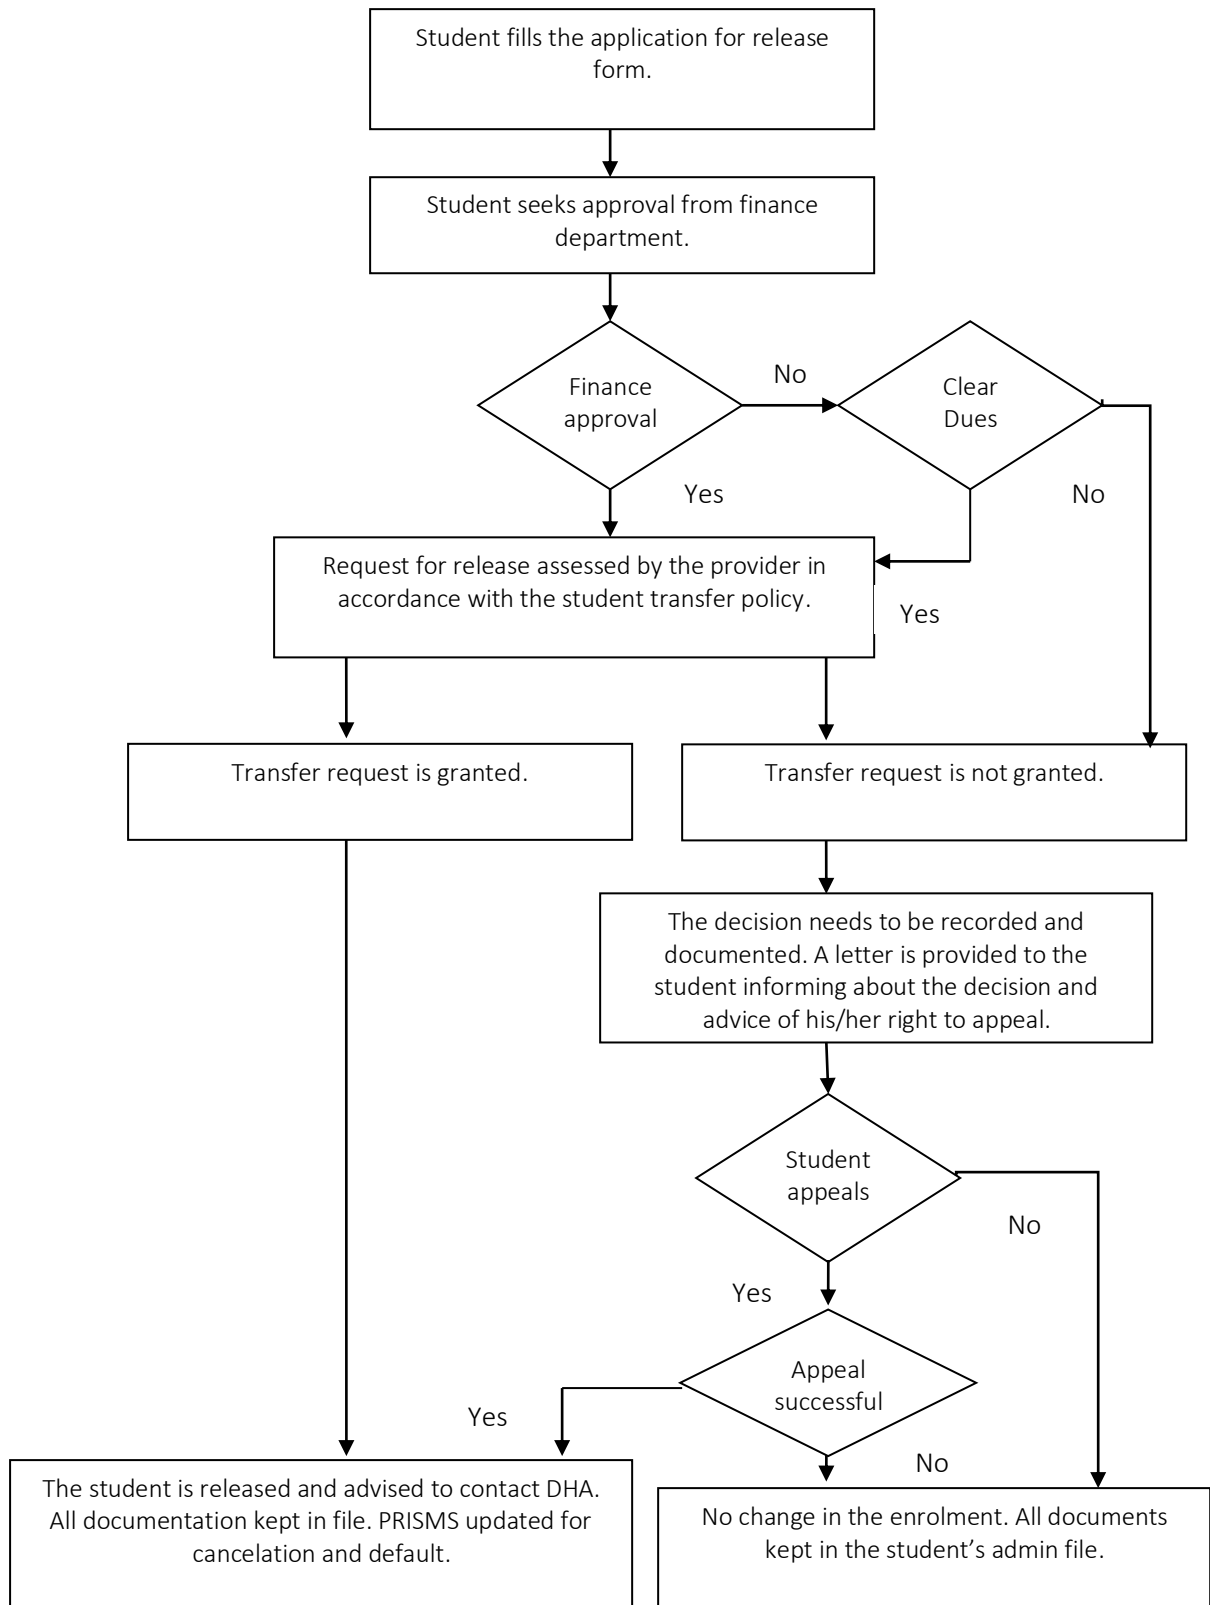 Student fills the application for release
form.
Student seeks approval from finance
department.
Finance
approval
No
Clear
Dues
Yes
No
Request for release assessed by the provider in
accordance with the student transfer policy.
Yes
Transfer request is granted.
Transfer request is not granted.
The decision needs to be recorded and
documented. A letter is provided to the
student informing about the decision and
advice of his/her right to appeal.
Student
appeals
No
Yes
Appeal
successful
Yes
No
The student is released and advised to contact DHA.
All documentation kept in file. PRISMS updated for
cancelation and default.
No change in the enrolment. All documents
kept in the student’s admin file.